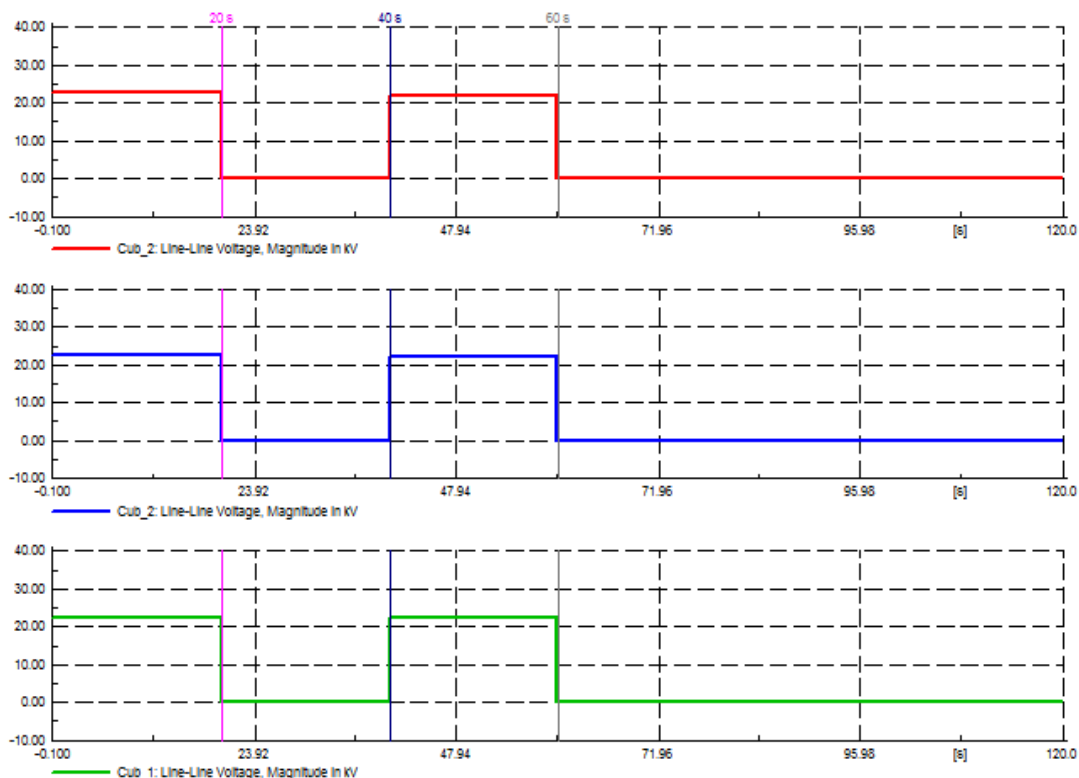 20 s 40 s 60 s
40.00
30.00
20.00
10.00
0.00
-10.00
-0.100 23.92 47.94 71.96 95.98 [s] 120.0
Cub_2: Line-Line Voltage, Magnitude in kV
40.00
30.00
20.00
10.00
0.00
-10.00
-0.100 23.92 47.94 71.96 95.98 [s] 120.0
Cub_2: Line-Line Voltage, Magnitude in kV
40.00
30.00
20.00
10.00
0.00
-10.00
-0.100 23.92 47.94 71.96 95.98 [s] 120.0
Cub_1: Line-Line Voltage, Magnitude in kV